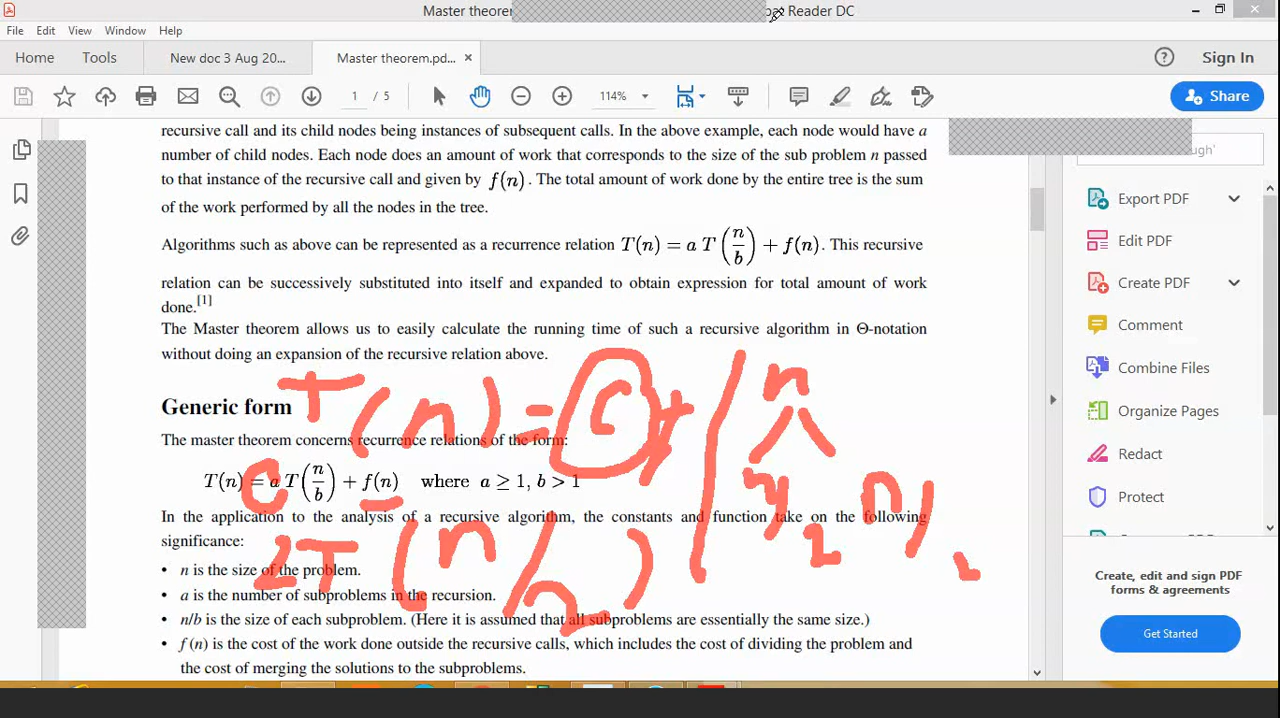 Master theorem
Reader DC
File Edit View Window Help
Home Tools New doc 3 Aug 20... Master theorem.pd... × Sign In
1 / 5 114% Share
recursive call and its child nodes being instances of subsequent calls. In the above example, each node would have a
number of child nodes. Each node does an amount of work that corresponds to the size of the sub problem n passed
to that instance of the recursive call and given by f(n). The total amount of work done by the entire tree is the sum
of the work performed by all the nodes in the tree.
Algorithms such as above can be represented as a recurrence relation T(n) = a T(n/b) + f(n). This recursive
relation can be successively substituted into itself and expanded to obtain expression for total amount of work
done.[1]
The Master theorem allows us to easily calculate the running time of such a recursive algorithm in Θ-notation
without doing an expansion of the recursive relation above.
T(n) = C +
n
Generic form
The master theorem concerns recurrence relations of the form:
T(n) = a T(n/b) + f(n) where a ≥ 1, b > 1
n/2 n/2
In the application to the analysis of a recursive algorithm, the constants and function take on the following
significance:
2T(n/2)
• n is the size of the problem.
• a is the number of subproblems in the recursion.
• n/b is the size of each subproblem. (Here it is assumed that all subproblems are essentially the same size.)
• f (n) is the cost of the work done outside the recursive calls, which includes the cost of dividing the problem and
the cost of merging the solutions to the subproblems.
Export PDF
Edit PDF
Create PDF
Comment
Combine Files
Organize Pages
Redact
Protect
Create, edit and sign PDF
forms & agreements
Get Started